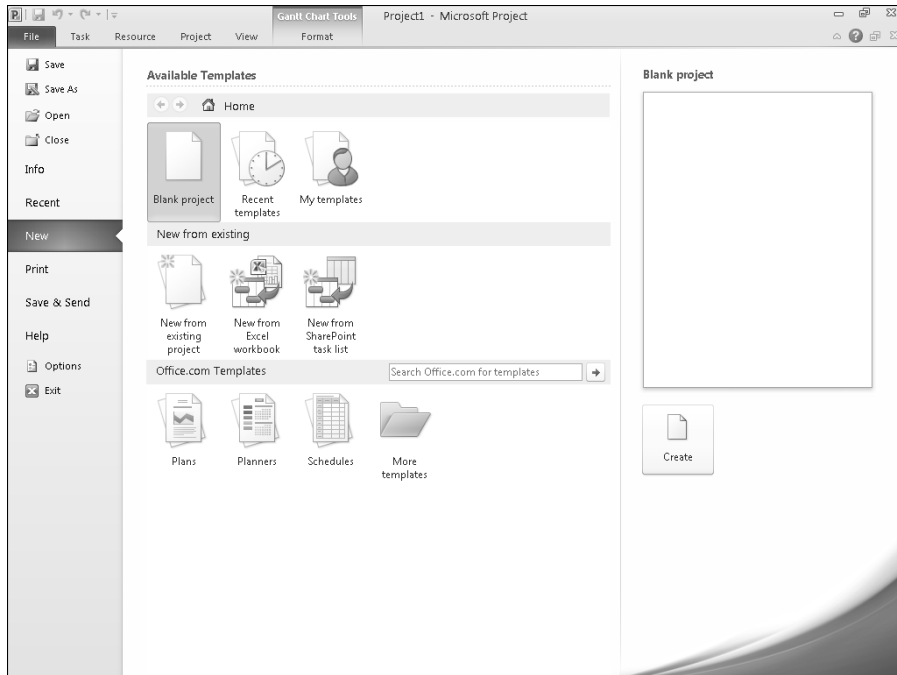 Gantt Chart Tools
Project1 - Microsoft Project
File Task Resource Project View Format
Save
Save As
Open
Close
Info
Recent
New
Print
Save & Send
Help
Options
Exit
Available Templates
Home
Blank project
Recent
templates
My templates
New from existing
New from
existing
project
New from
Excel
workbook
New from
SharePoint
task list
Office.com Templates
Search Office.com for templates
Plans
Planners
Schedules
More
templates
Blank project
Create